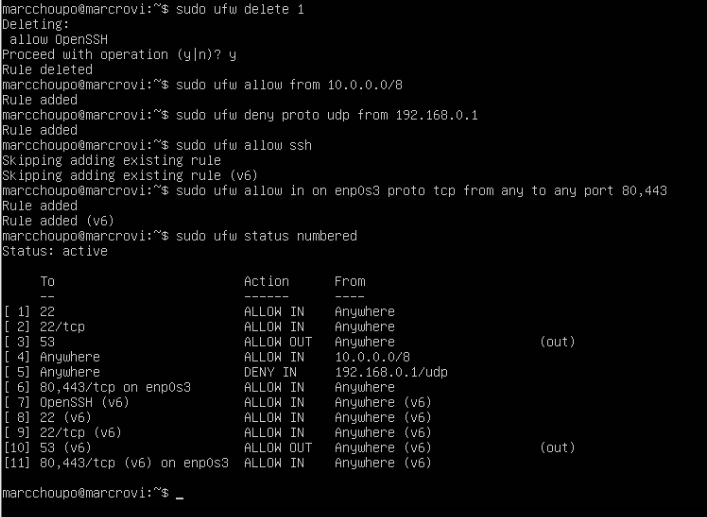 marcchoupo@marcrovi:~$ sudo ufw delete 1
Deleting:
 allow OpenSSH
Proceed with operation (y|n)? y
Rule deleted
marcchoupo@marcrovi:~$ sudo ufw allow from 10.0.0.0/8
Rule added
marcchoupo@marcrovi:~$ sudo ufw deny proto udp from 192.168.0.1
Rule added
marcchoupo@marcrovi:~$ sudo ufw allow ssh
Skipping adding existing rule
Skipping adding existing rule (v6)
marcchoupo@marcrovi:~$ sudo ufw allow in on enp0s3 proto tcp from any to any port 80,443
Rule added
Rule added (v6)
marcchoupo@marcrovi:~$ sudo ufw status numbered
Status: active
     To                         Action      From
     --                         ------      ----
[ 1] 22                         ALLOW IN    Anywhere
[ 2] 22/tcp                     ALLOW IN    Anywhere
[ 3] 53                         ALLOW OUT   Anywhere                   (out)
[ 4] Anywhere                   ALLOW IN    10.0.0.0/8
[ 5] Anywhere                   DENY IN     192.168.0.1/udp
[ 6] 80,443/tcp on enp0s3       ALLOW IN    Anywhere
[ 7] OpenSSH (v6)               ALLOW IN    Anywhere (v6)
[ 8] 22 (v6)                    ALLOW IN    Anywhere (v6)
[ 9] 22/tcp (v6)                ALLOW IN    Anywhere (v6)
[10] 53 (v6)                    ALLOW OUT   Anywhere (v6)              (out)
[11] 80,443/tcp (v6) on enp0s3  ALLOW IN    Anywhere (v6)
marcchoupo@marcrovi:~$ _